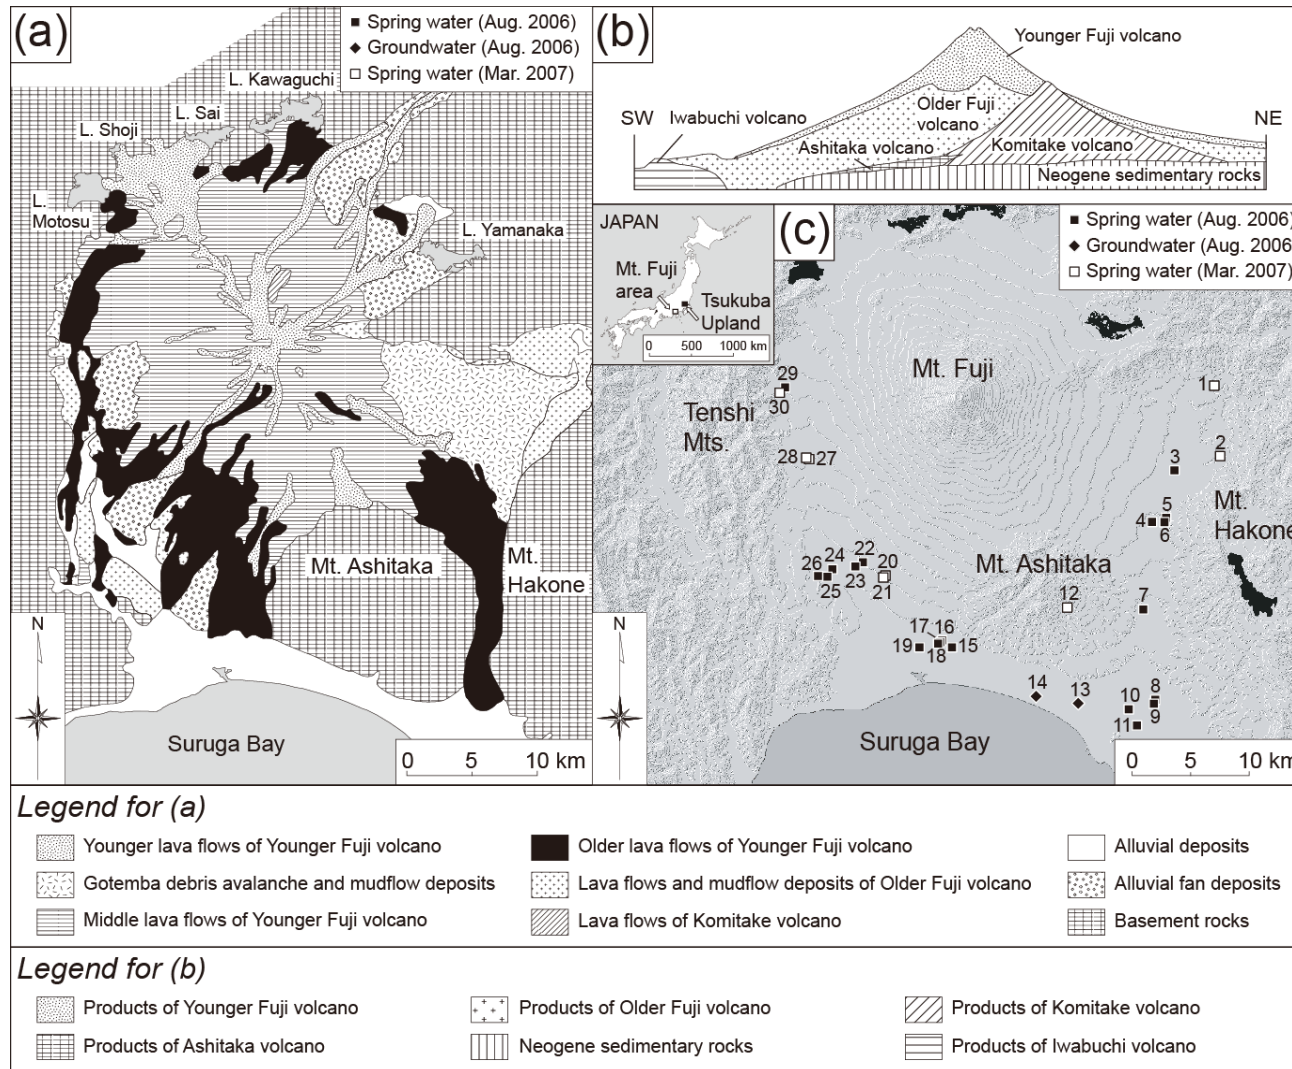 (a)
Spring water (Aug. 2006)
Groundwater (Aug. 2006)
Spring water (Mar. 2007)
L. Kawaguchi
L. Sai
L. Shoji
L.
Motosu
L. Yamanaka
Mt. Ashitaka
Mt.
Hakone
N
Suruga Bay
0 10 km
(b)
Younger Fuji volcano
SW
NE
Iwabuchi volcano
Older Fuji
volcano
Ashitaka volcano
Komitake volcano
Neogene sedimentary rocks
JAPAN
Mt. Fuji
area
Tsukuba
Upland
0 500 1000 km
(c)
Spring water (Aug. 2006)
Groundwater (Aug. 2006
Spring water (Mar. 2007)
Mt. Fuji
29
30
1
Tenshi
Mts.
28
27
2
3
Mt.
Hakone
4
5
6
Mt. Ashitaka
26
24
22
20
25
23
21
12
7
17
16
19
18
15
14
13
10
8
11
9
N
Suruga Bay
0 10 km
Legend for (a)
Younger lava flows of Younger Fuji volcano
Older lava flows of Younger Fuji volcano
Alluvial deposits
Gotemba debris avalanche and mudflow deposits
Lava flows and mudflow deposits of Older Fuji volcano
Alluvial fan deposits
Middle lava flows of Younger Fuji volcano
Lava flows of Komitake volcano
Basement rocks
Legend for (b)
Products of Younger Fuji volcano
Products of Older Fuji volcano
Products of Komitake volcano
Products of Ashitaka volcano
Neogene sedimentary rocks
Products of Iwabuchi volcano